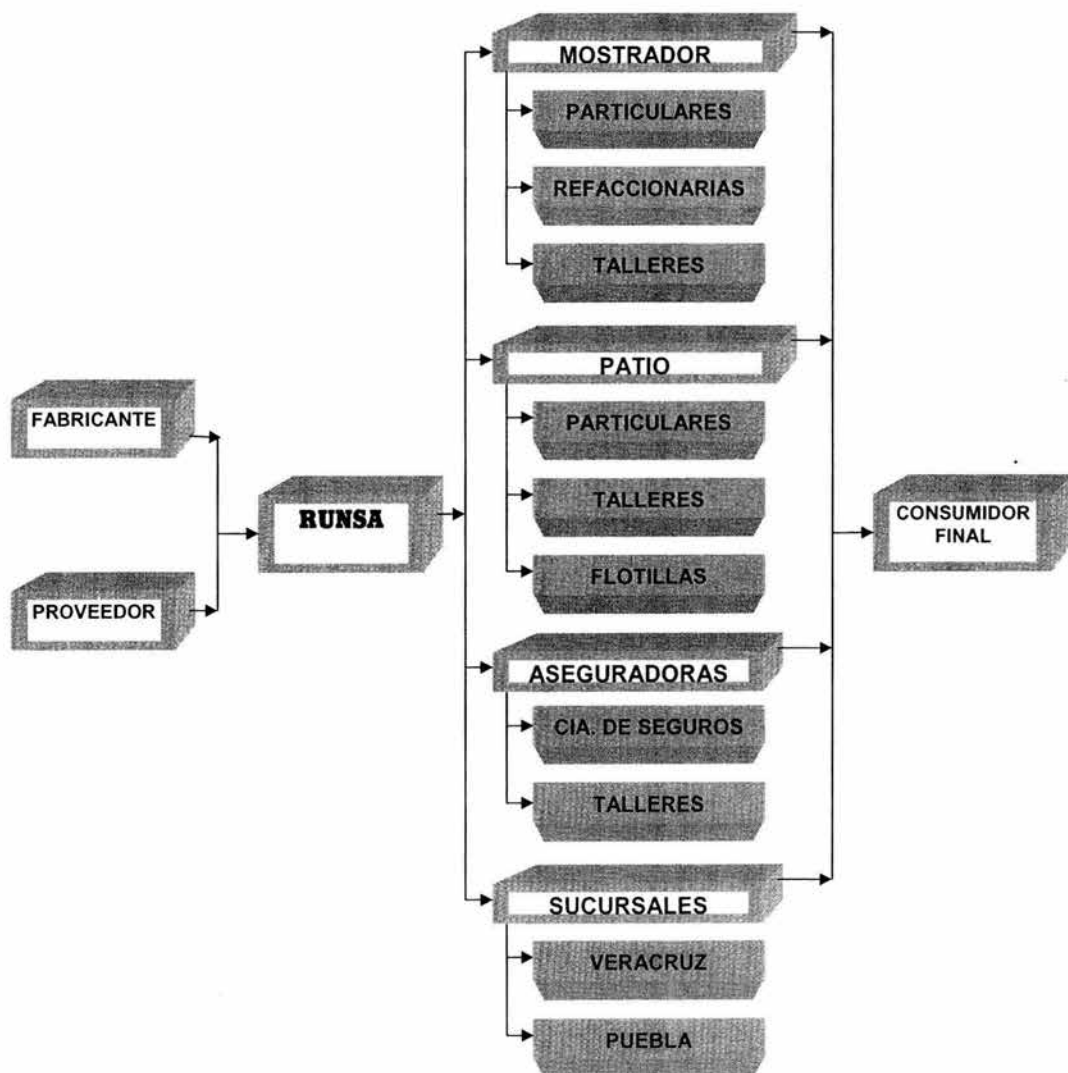 MOSTRADOR
PARTICULARES
REFACCIONARIAS
TALLERES
PATIO
PARTICULARES
TALLERES
FLOTILLAS
FABRICANTE
PROVEEDOR
RUNSA
ASEGURADORAS
CIA. DE SEGUROS
TALLERES
SUCURSALES
VERACRUZ
PUEBLA
CONSUMIDOR
FINAL